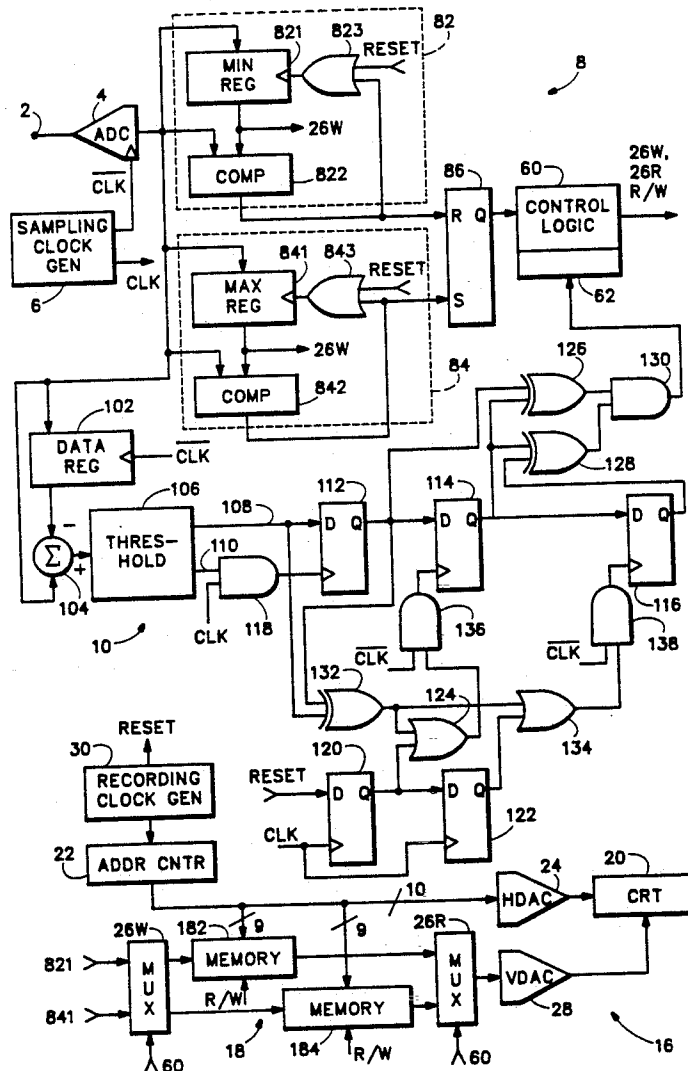 821
823
RESET
82
MIN
REG
8
4
2
ADC
26W
86
60
26W,
26R
R/W
CLK
COMP
822
R Q
CONTROL
LOGIC
SAMPLING
CLOCK
GEN
CLK
6
841
843
RESET
MAX
REG
S
62
26W
126
130
COMP
842
84
102
DATA
REG
CLK
128
106
112
114
-
108
D Q
D Q
D Q
Σ
+
THRES-
HOLD
110
104
118
136
116
10
CLK
CLK
CLK
138
132
124
RESET
134
30
120
RECORDING
CLOCK GEN
RESET
D Q
D Q
CLK
122
22
ADDR CNTR
24
20
10
HDAC
CRT
26W
182
9
9
26R
821
MUX
MEMORY
MUX
VDAC
841
R/W
MEMORY
28
18
184
R/W
16
60
60